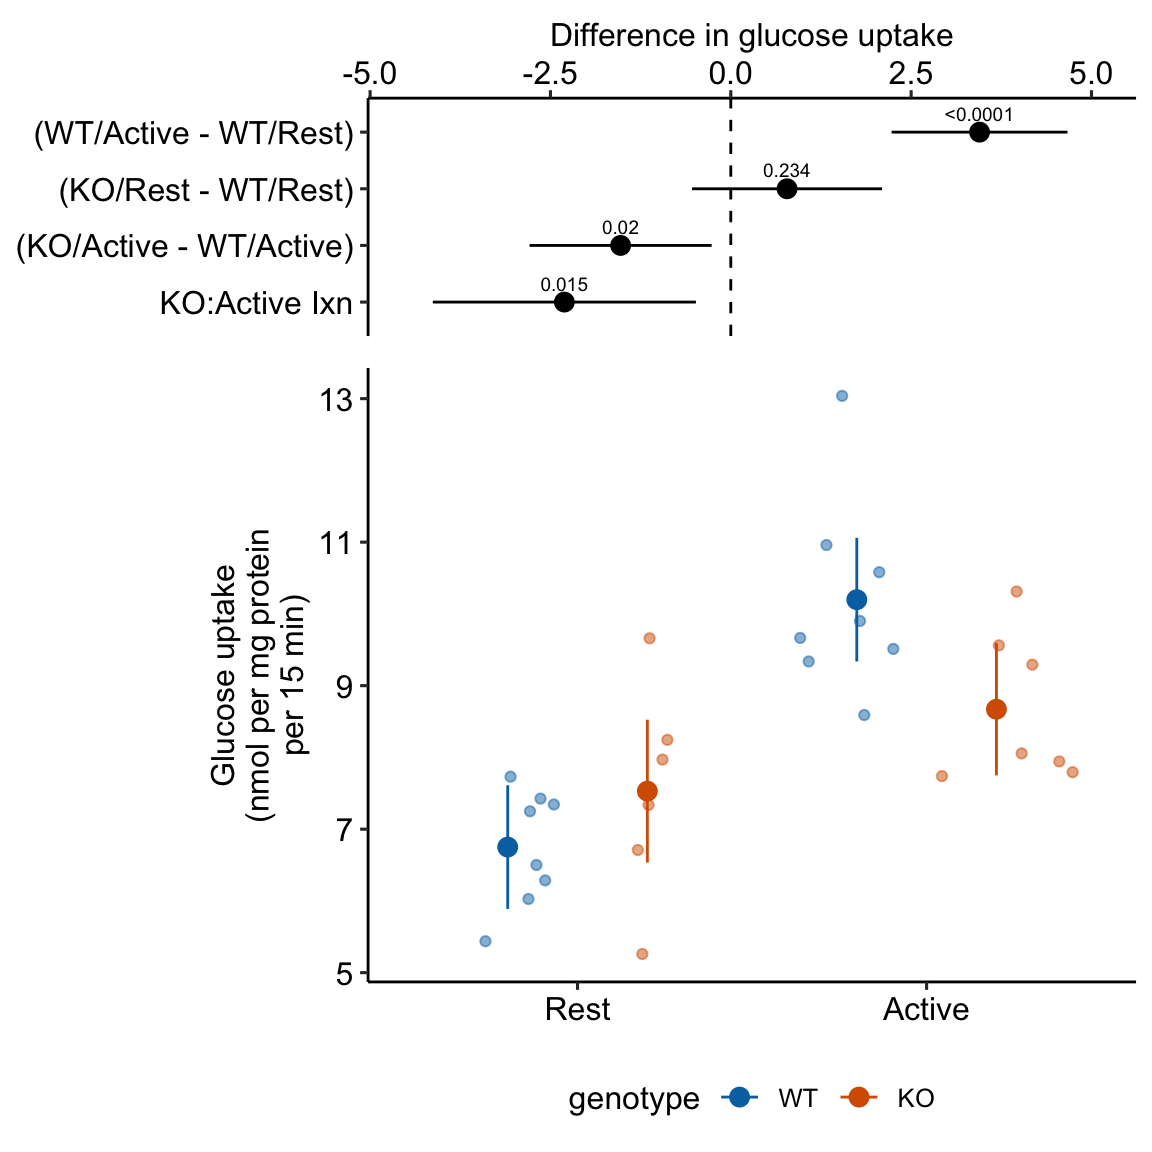 Difference in glucose uptake
-5.0 -2.5 0.0 2.5 5.0
(WT/Active - WT/Rest)
<0.0001
(KO/Rest - WT/Rest)
0.234
(KO/Active - WT/Active)
0.02
KO:Active Ixn
0.015
Glucose uptake
(nmol per mg protein
per 15 min)
13
11
9
7
5
Rest Active
genotype WT KO